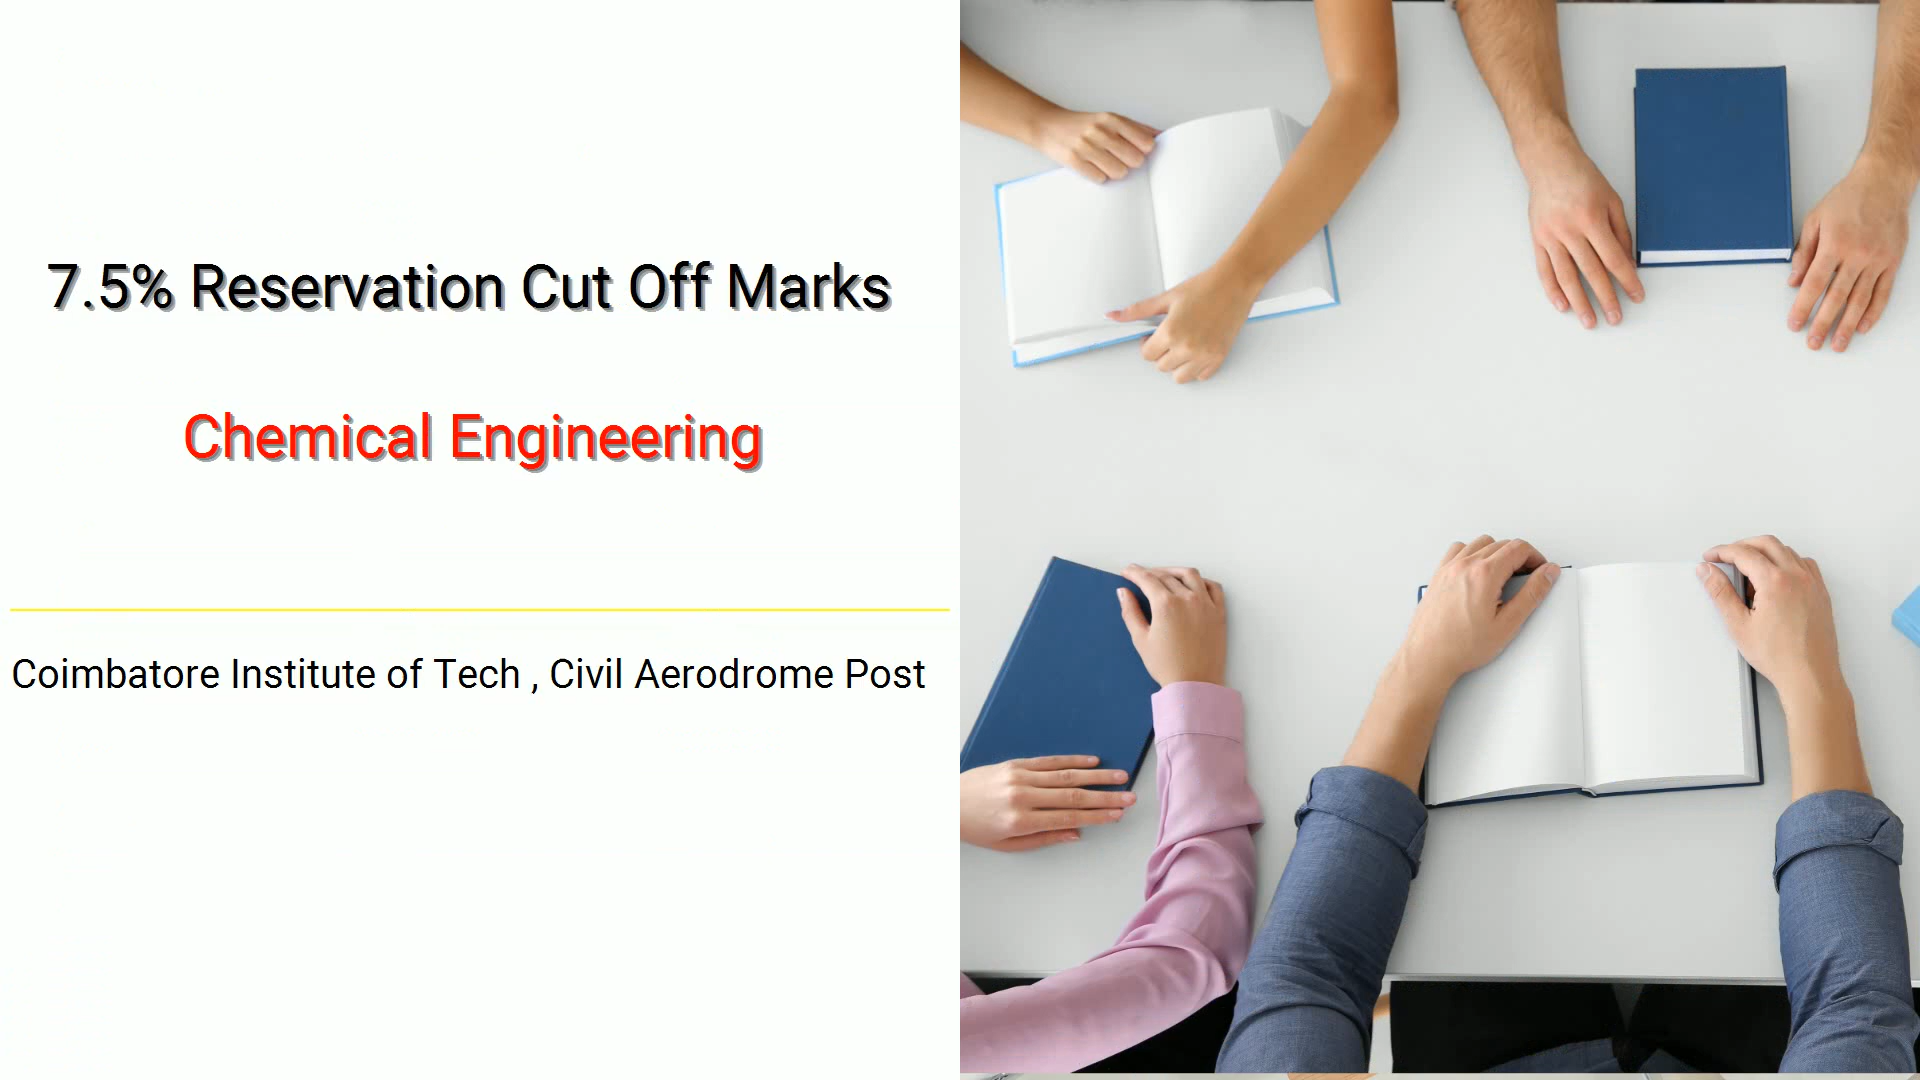 7.5% Reservation Cut Off Marks
Chemical Engineering
Coimbatore Institute of Tech , Civil Aerodrome Post